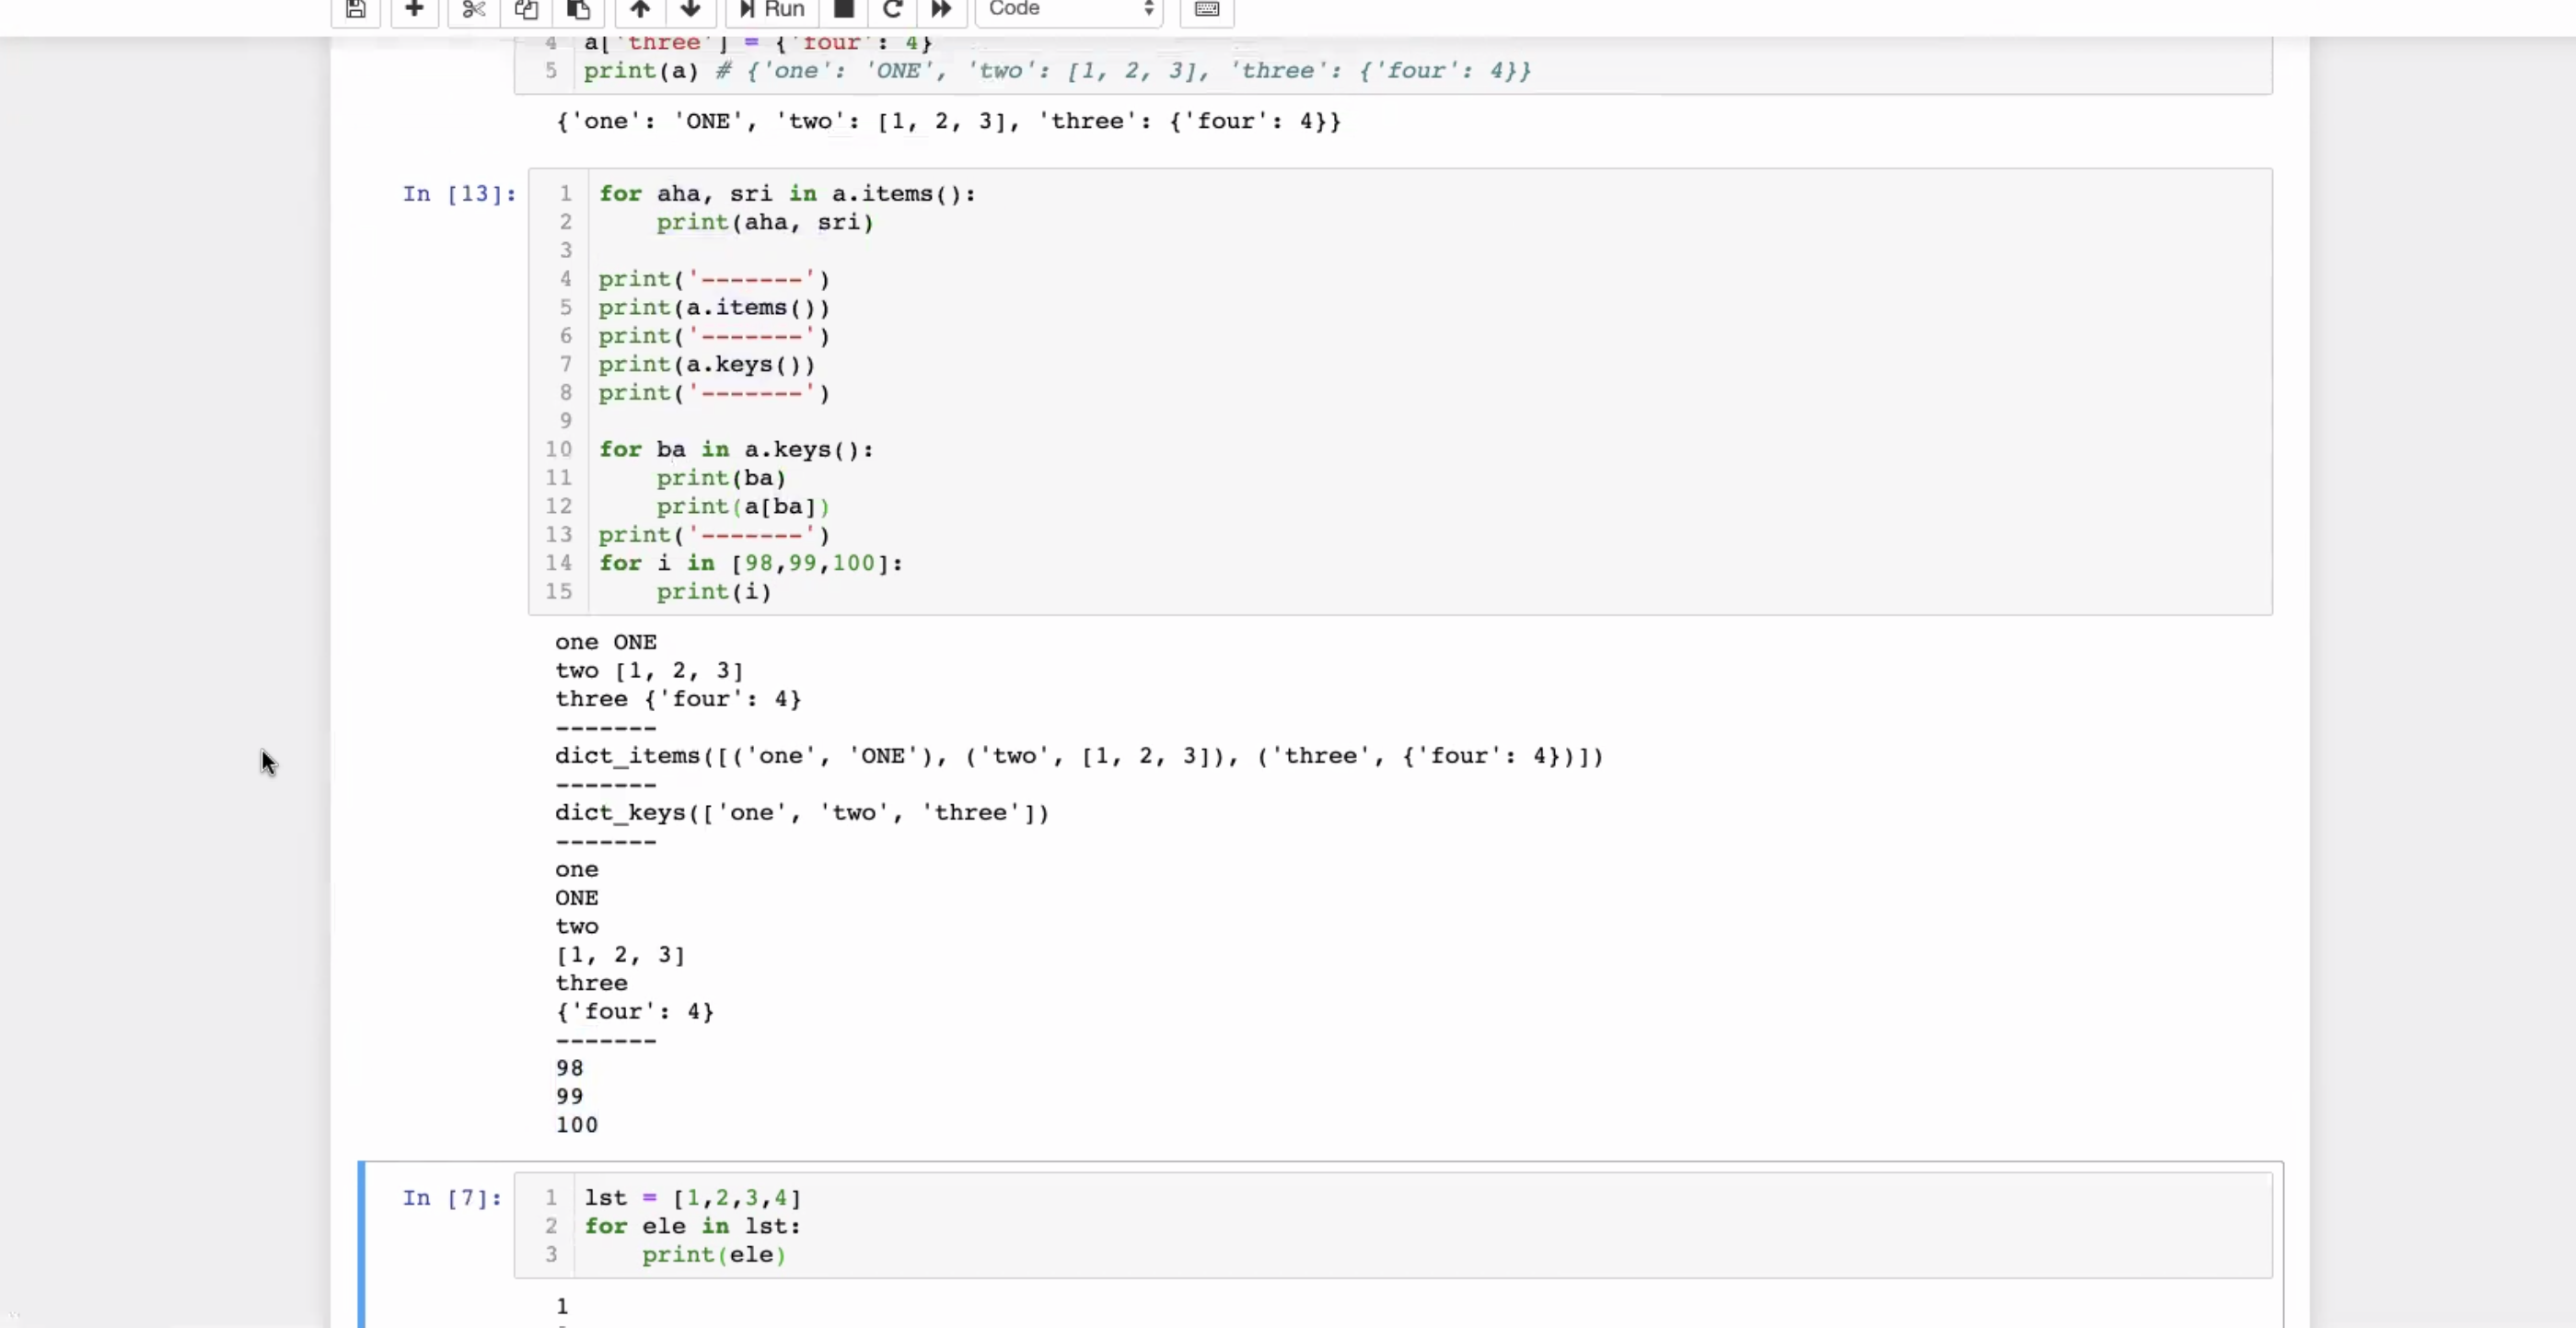 Run Code
4 a['three'] = {'four': 4}
5 print(a) # {'one': 'ONE', 'two': [1, 2, 3], 'three': {'four': 4}}
{'one': 'ONE', 'two': [1, 2, 3], 'three': {'four': 4}}
In [13]:
1 for aha, sri in a.items():
2     print(aha, sri)
3
4 print('-------')
5 print(a.items())
6 print('-------')
7 print(a.keys())
8 print('-------')
9
10 for ba in a.keys():
11     print(ba)
12     print(a[ba])
13 print('-------')
14 for i in [98,99,100]:
15     print(i)
one ONE
two [1, 2, 3]
three {'four': 4}
-------
dict_items([('one', 'ONE'), ('two', [1, 2, 3]), ('three', {'four': 4})])
-------
dict_keys(['one', 'two', 'three'])
-------
one
ONE
two
[1, 2, 3]
three
{'four': 4}
-------
98
99
100
In [7]:
1 lst = [1,2,3,4]
2 for ele in lst:
3     print(ele)
1